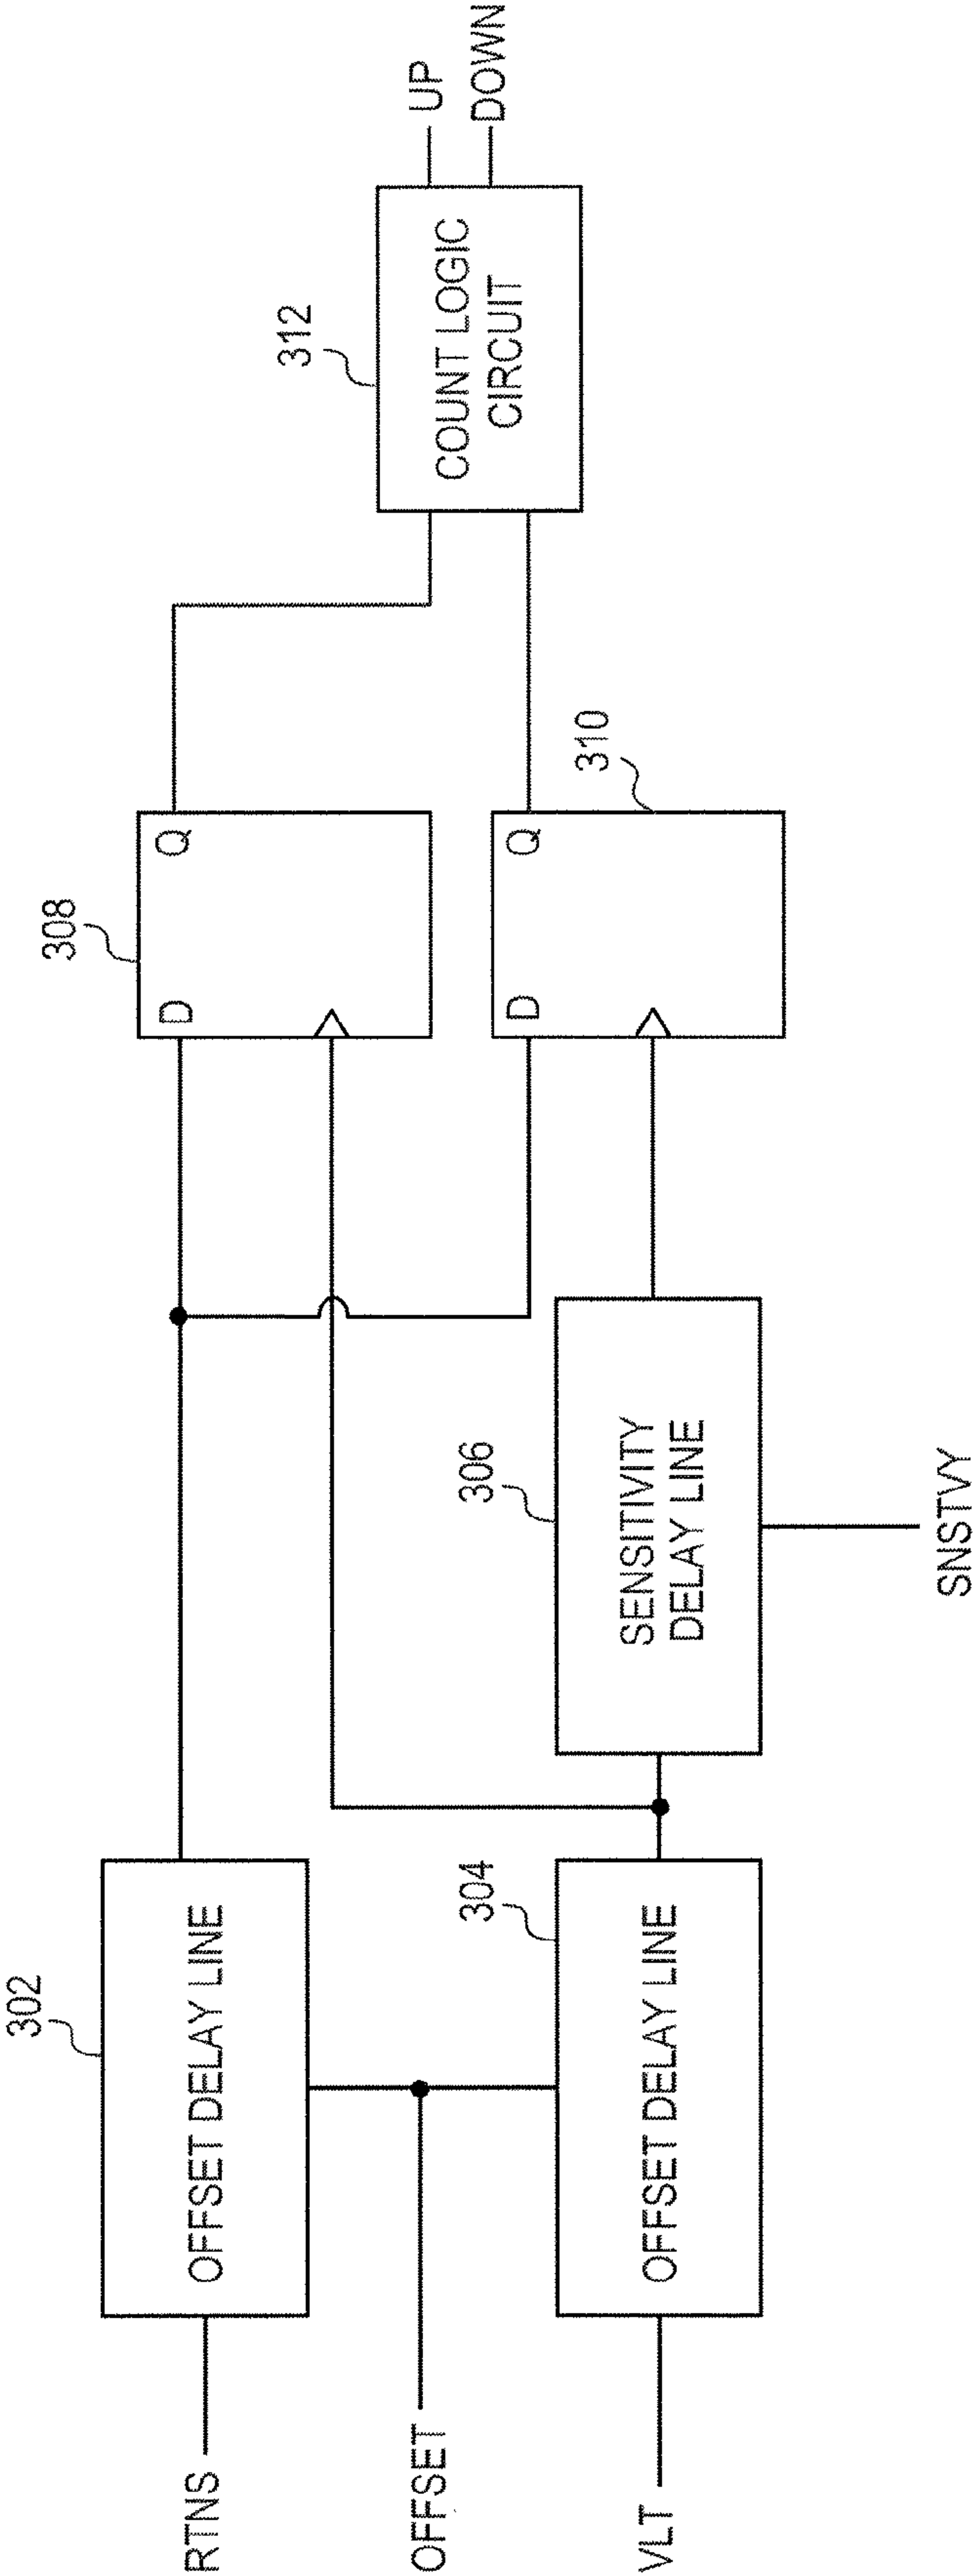 RTNS
OFFSET
VLT
302
OFFSET DELAY LINE
304
OFFSET DELAY LINE
306
SENSITIVITY
DELAY LINE
SNSTVY
308
D
Q
310
D
Q
312
COUNT LOGIC
CIRCUIT
UP
DOWN